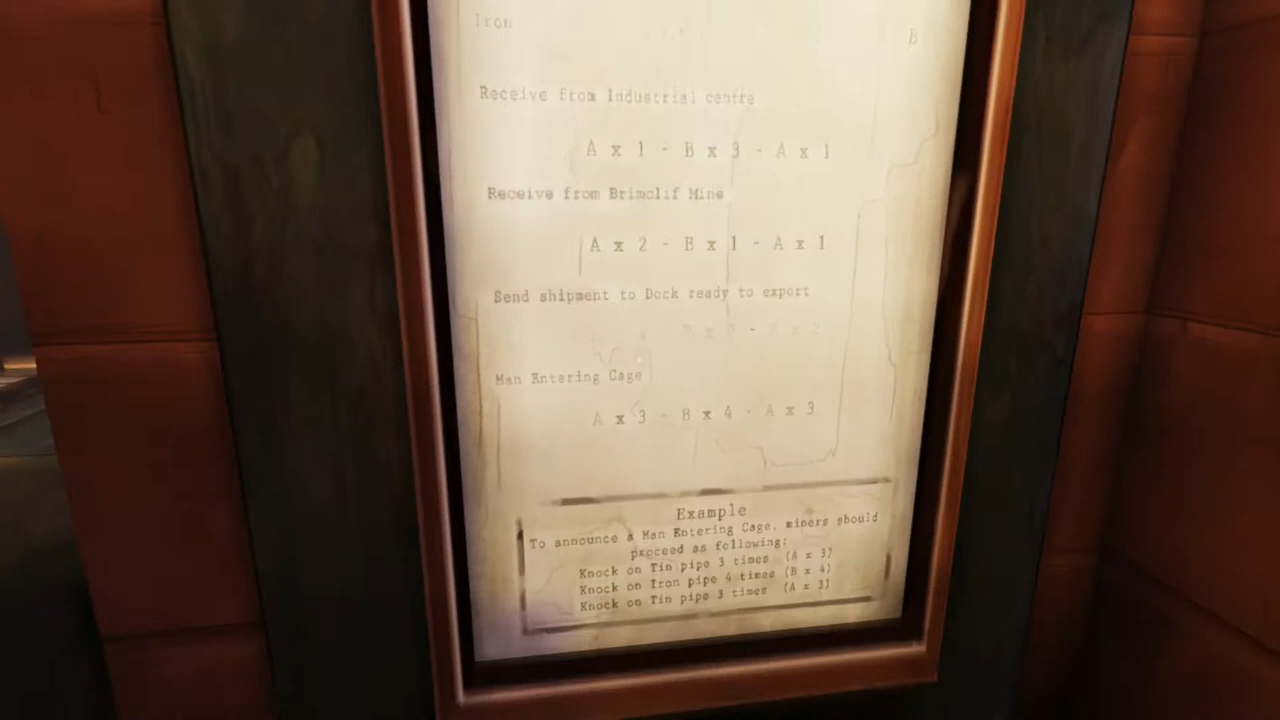 Iron
B
Receive from Industrial centre
A x 1 - B x 3 - A x 1
Receive from Brimclif Mine
A x 2 - B x 1 - A x 1
Send shipment to Dock ready to export
- A x 2
Man Entering Cage
A x 3 - B x 4 - A x 3
Example
To announce a Man Entering Cage, miners should
proceed as following:
Knock on Tin pipe 3 times (A x 3)
Knock on Iron pipe 4 times (B x 4)
Knock on Tin pipe 3 times (A x 3)